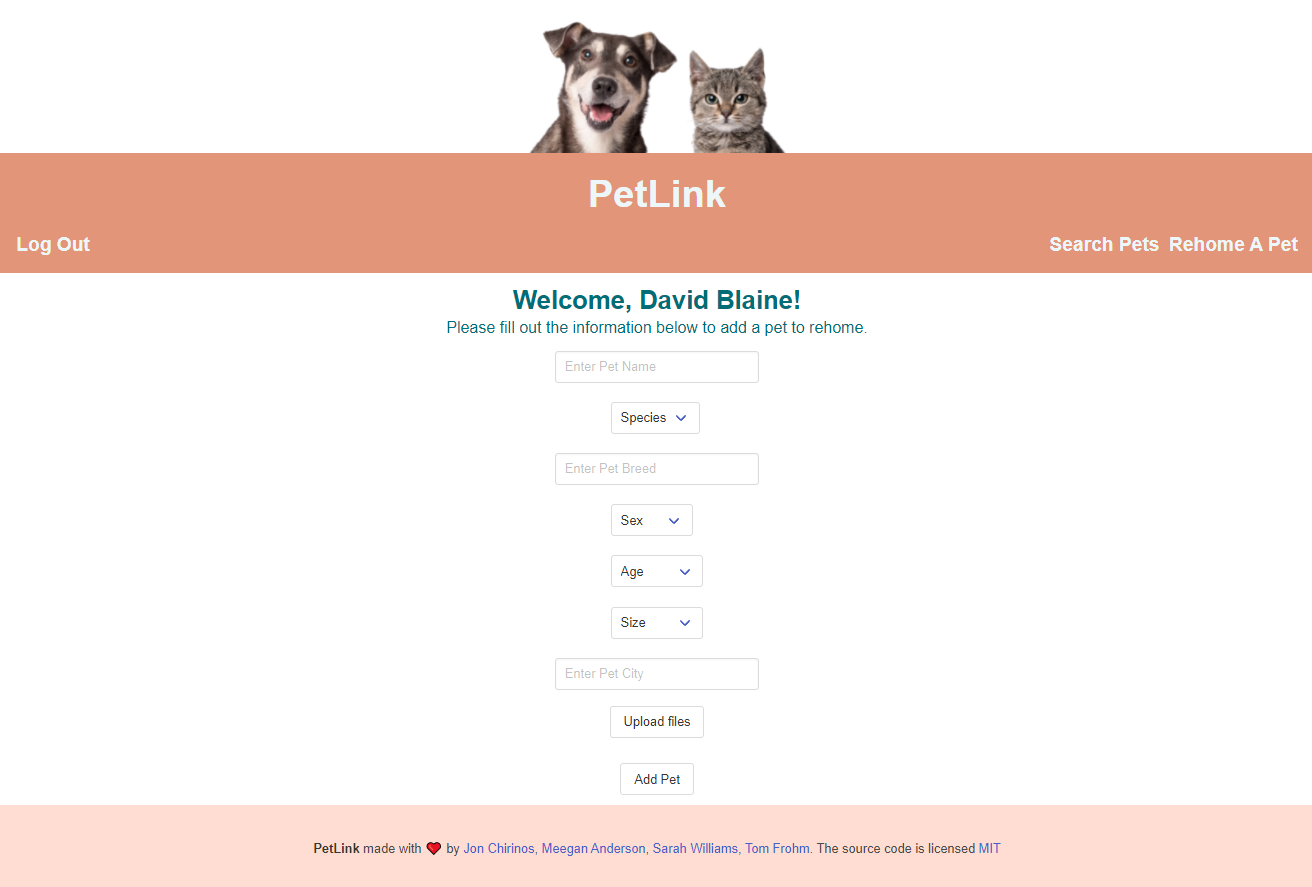 PetLink
Log Out
Search Pets Rehome A Pet
Welcome, David Blaine!
Please fill out the information below to add a pet to rehome.
Enter Pet Name
Species
Enter Pet Breed
Sex
Age
Size
Enter Pet City
Upload files
Add Pet
PetLink made with ❤ by Jon Chirinos, Meegan Anderson, Sarah Williams, Tom Frohm. The source code is licensed MIT